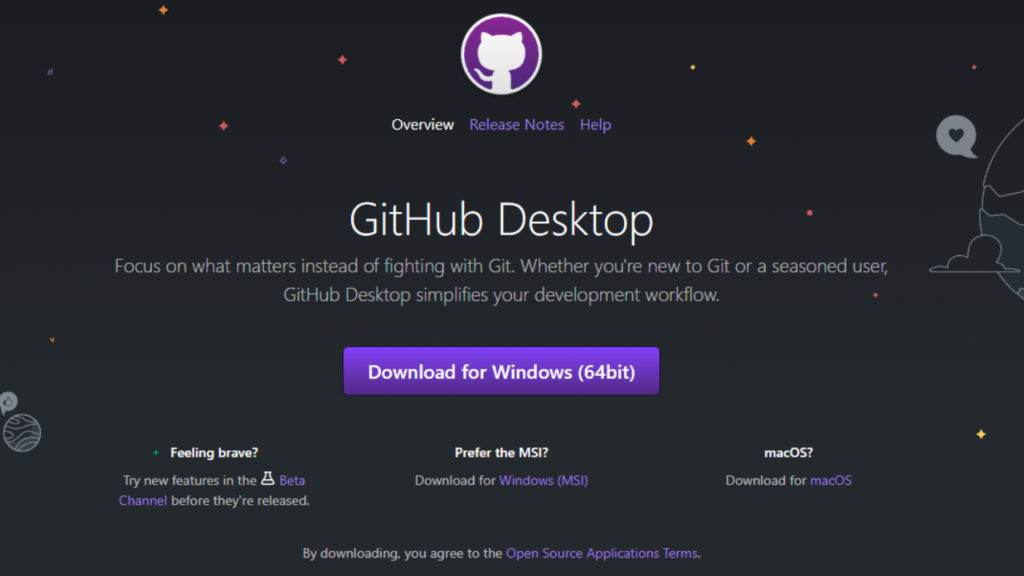 Overview Release Notes Help
GitHub Desktop
Focus on what matters instead of fighting with Git. Whether you're new to Git or a seasoned user,
GitHub Desktop simplifies your development workflow.
Download for Windows (64bit)
Feeling brave?
Try new features in the Beta
Channel before they're released.
Prefer the MSI?
Download for Windows (MSI)
macOS?
Download for macOS
By downloading, you agree to the Open Source Applications Terms.